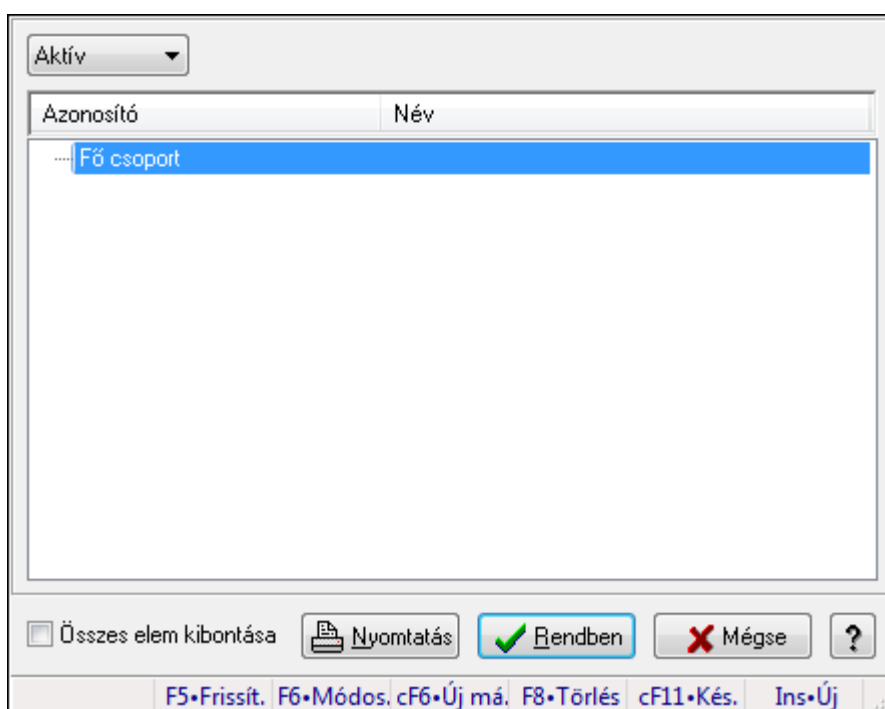 Aktív
Azonosító Név
Fő csoport
Összes elem kibontása Nyomtatás Rendben Mégse ?
F5•Frissít. F6•Módos. cF6•Új má. F8•Törlés cF11•Kés. Ins•Új